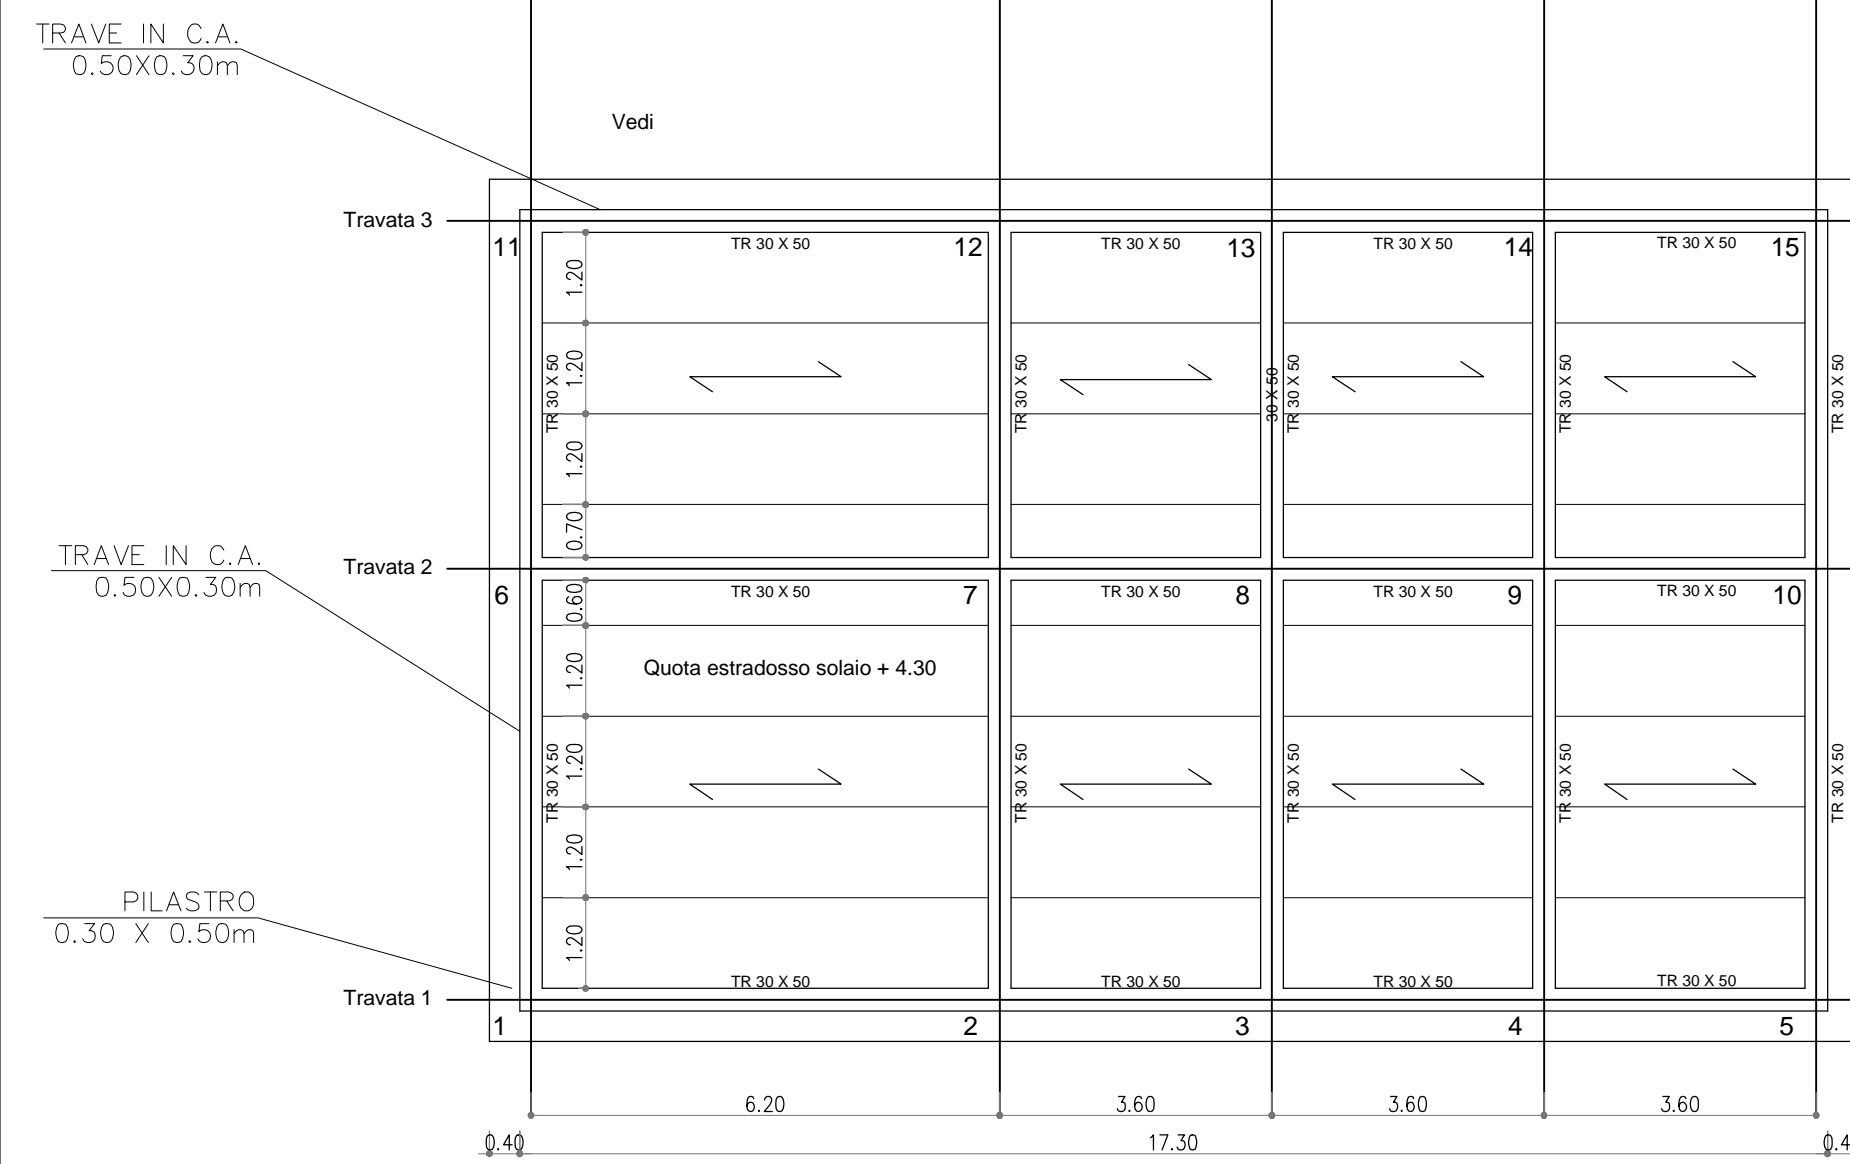 TRAVE IN C.A.
0.50X0.30m
Vedi
Travata 3
11
TR 30 X 50
12
TR 30 X 50
13
TR 30 X 50
14
TR 30 X 50
15
1.20
1.20
1.20
0.70
TR 30 X 50
TR 30 X 50
30 X 50
TR 30 X 50
TR 30 X 50
TR 30 X 50
TRAVE IN C.A.
0.50X0.30m
Travata 2
6
TR 30 X 50
7
TR 30 X 50
8
TR 30 X 50
9
TR 30 X 50
10
0.60
1.20
1.20
1.20
1.20
Quota estradosso solaio + 4.30
TR 30 X 50
TR 30 X 50
TR 30 X 50
TR 30 X 50
TR 30 X 50
PILASTRO
0.30 X 0.50m
TR 30 X 50
TR 30 X 50
TR 30 X 50
TR 30 X 50
Travata 1
1
2
3
4
5
6.20
3.60
3.60
3.60
0.40
17.30
0.4